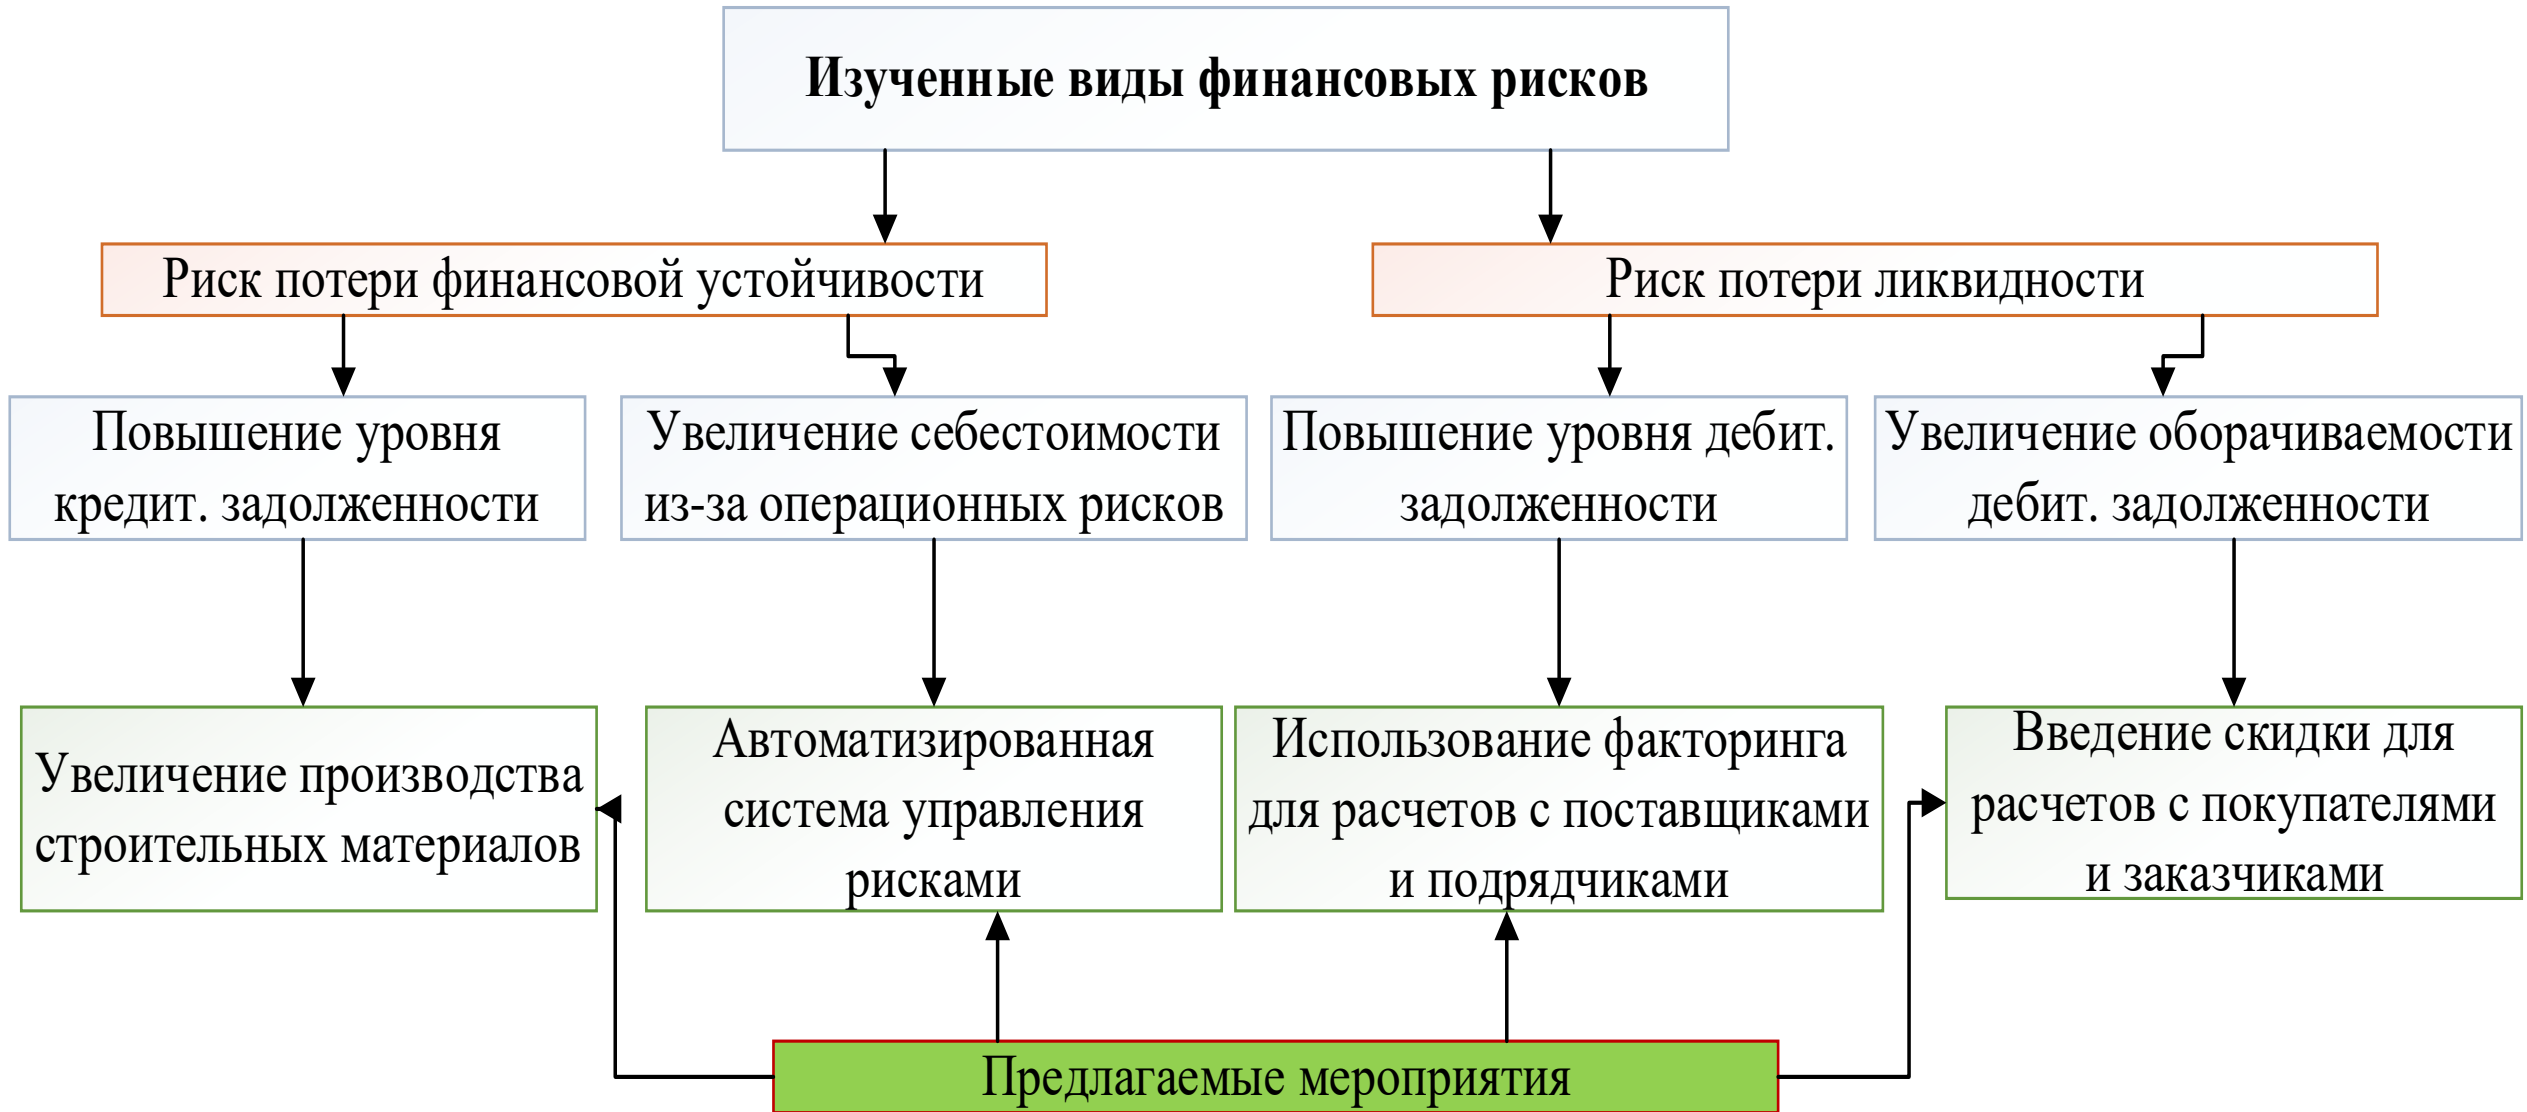 Изученные виды финансовых рисков
Риск потери финансовой устойчивости
Риск потери ликвидности
Повышение уровня
кредит. задолженности
Увеличение себестоимости
из-за операционных рисков
Повышение уровня дебит.
задолженности
Увеличение оборачиваемости
дебит. задолженности
Увеличение производства
строительных материалов
Автоматизированная
система управления
рисками
Использование факторинга
для расчетов с поставщиками
и подрядчиками
Введение скидки для
расчетов с покупателями
и заказчиками
Предлагаемые мероприятия